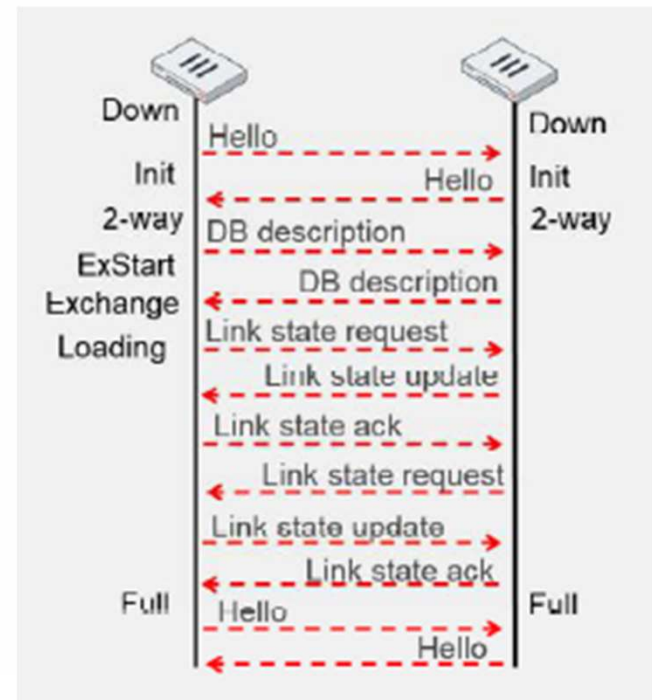 Down
Down
Hello
Init
Hello
Init
2-way
2-way
DB description
ExStart
DB description
Exchange
Link state request
Loading
Link state update
Link state ack
Link state request
Link state update
Link state ack
Full
Full
Hello
Hello